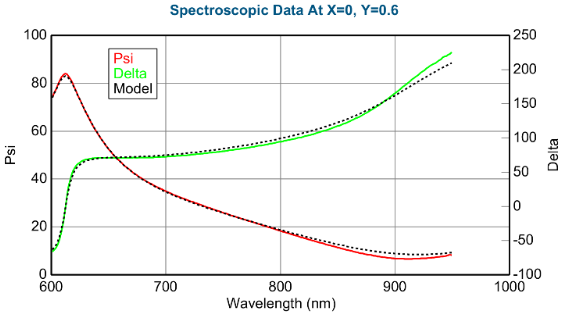 Spectroscopic Data At X=0, Y=0.6
100
80
60
40
20
0
Psi
Psi
Delta
Model
250
200
150
100
50
0
-50
-100
Delta
600
700
800
900
1000
Wavelength (nm)